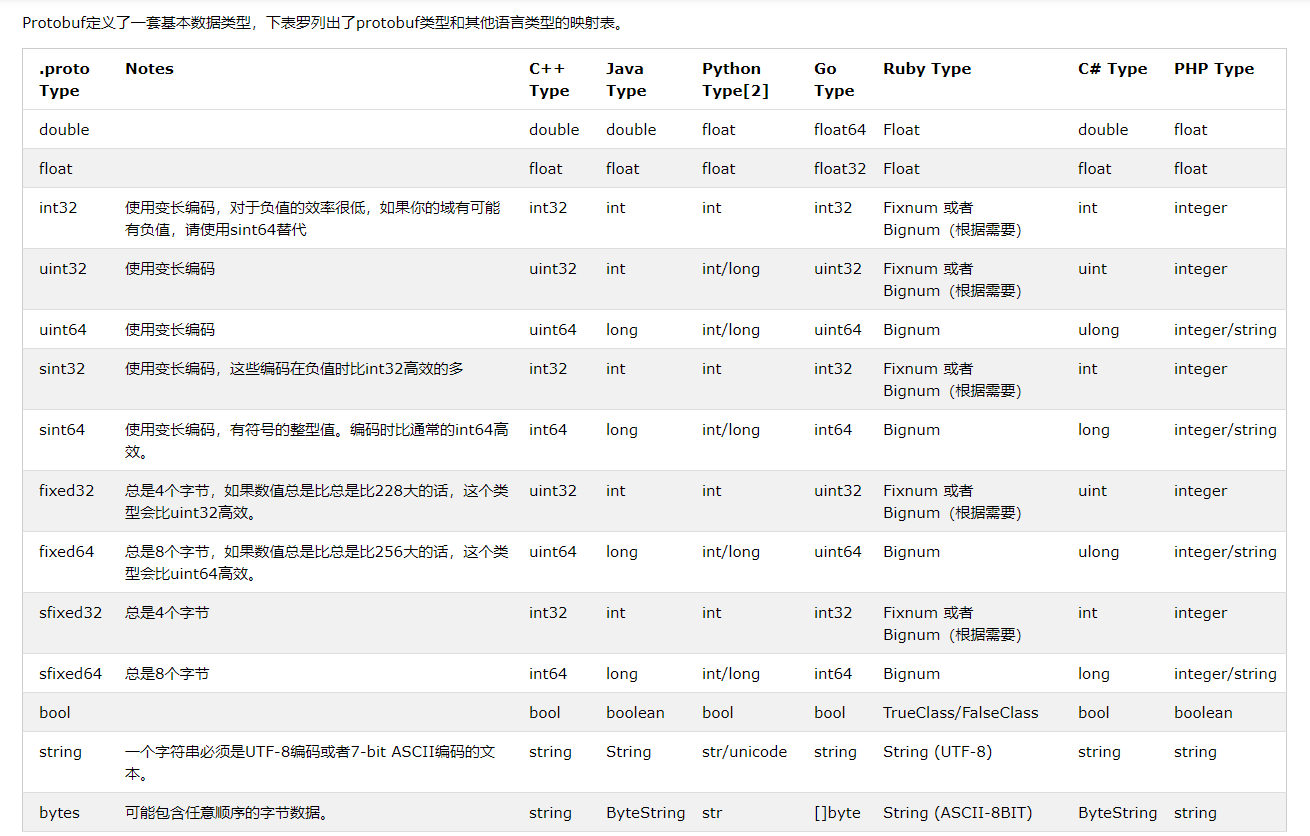 Protobuf定义了一套基本数据类型，下表罗列出了protobuf类型和其他语言类型的映射表。
.proto Type Notes C++ Type Java Type Python Type[2] Go Type Ruby Type C# Type PHP Type
double double double float float64 Float double float
float float float float float32 Float float float
int32 使用变长编码，对于负值的效率很低，如果你的域有可能有负值，请使用sint64替代 int32 int int int32 Fixnum 或者 Bignum（根据需要） int integer
uint32 使用变长编码 uint32 int int/long uint32 Fixnum 或者 Bignum（根据需要） uint integer
uint64 使用变长编码 uint64 long int/long uint64 Bignum ulong integer/string
sint32 使用变长编码，这些编码在负值时比int32高效的多 int32 int int int32 Fixnum 或者 Bignum（根据需要） int integer
sint64 使用变长编码，有符号的整型值。编码时比通常的int64高效。 int64 long int/long int64 Bignum long integer/string
fixed32 总是4个字节，如果数值总是比总是比228大的话，这个类型会比uint32高效。 uint32 int int uint32 Fixnum 或者 Bignum（根据需要） uint integer
fixed64 总是8个字节，如果数值总是比总是比256大的话，这个类型会比uint64高效。 uint64 long int/long uint64 Bignum ulong integer/string
sfixed32 总是4个字节 int32 int int int32 Fixnum 或者 Bignum（根据需要） int integer
sfixed64 总是8个字节 int64 long int/long int64 Bignum long integer/string
bool bool boolean bool bool TrueClass/FalseClass bool boolean
string 一个字符串必须是UTF-8编码或者7-bit ASCII编码的文本。 string String str/unicode string String (UTF-8) string string
bytes 可能包含任意顺序的字节数据。 string ByteString str []byte String (ASCII-8BIT) ByteString string